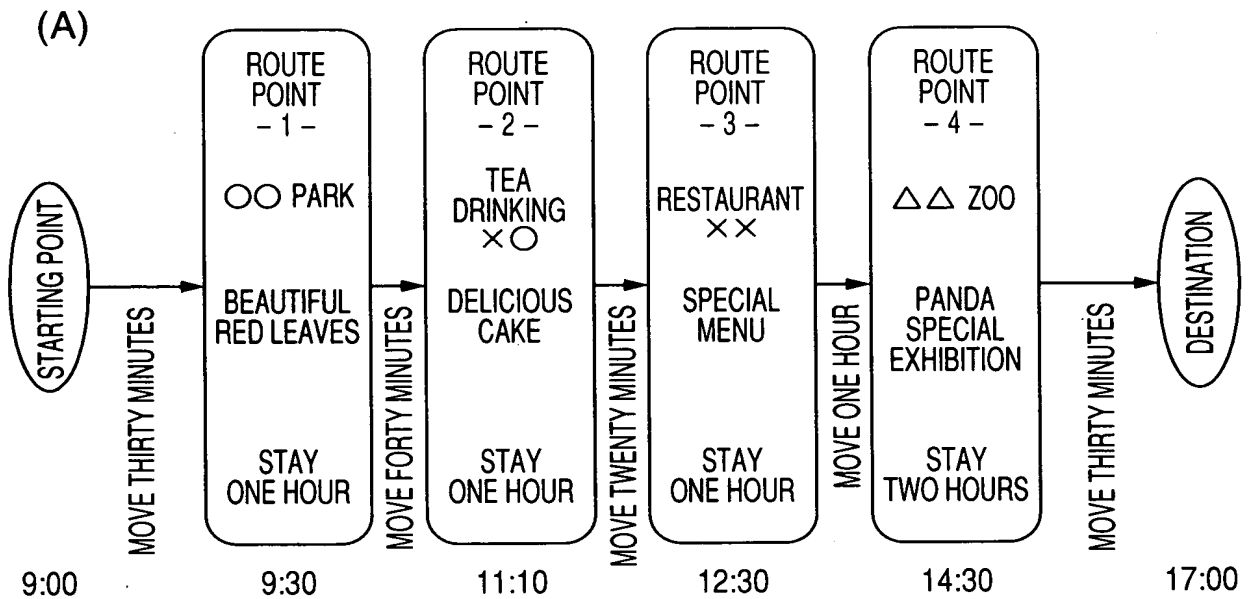 (A)
STARTING POINT
MOVE THIRTY MINUTES
ROUTE
POINT
– 1 –
○○ PARK
BEAUTIFUL
RED LEAVES
STAY
ONE HOUR
MOVE FORTY MINUTES
ROUTE
POINT
– 2 –
TEA
DRINKING
×○
DELICIOUS
CAKE
STAY
ONE HOUR
MOVE TWENTY MINUTES
ROUTE
POINT
– 3 –
RESTAURANT
××
SPECIAL
MENU
STAY
ONE HOUR
MOVE ONE HOUR
ROUTE
POINT
– 4 –
△△ ZOO
PANDA
SPECIAL
EXHIBITION
STAY
TWO HOURS
MOVE THIRTY MINUTES
DESTINATION
9:00 9:30 11:10 12:30 14:30 17:00